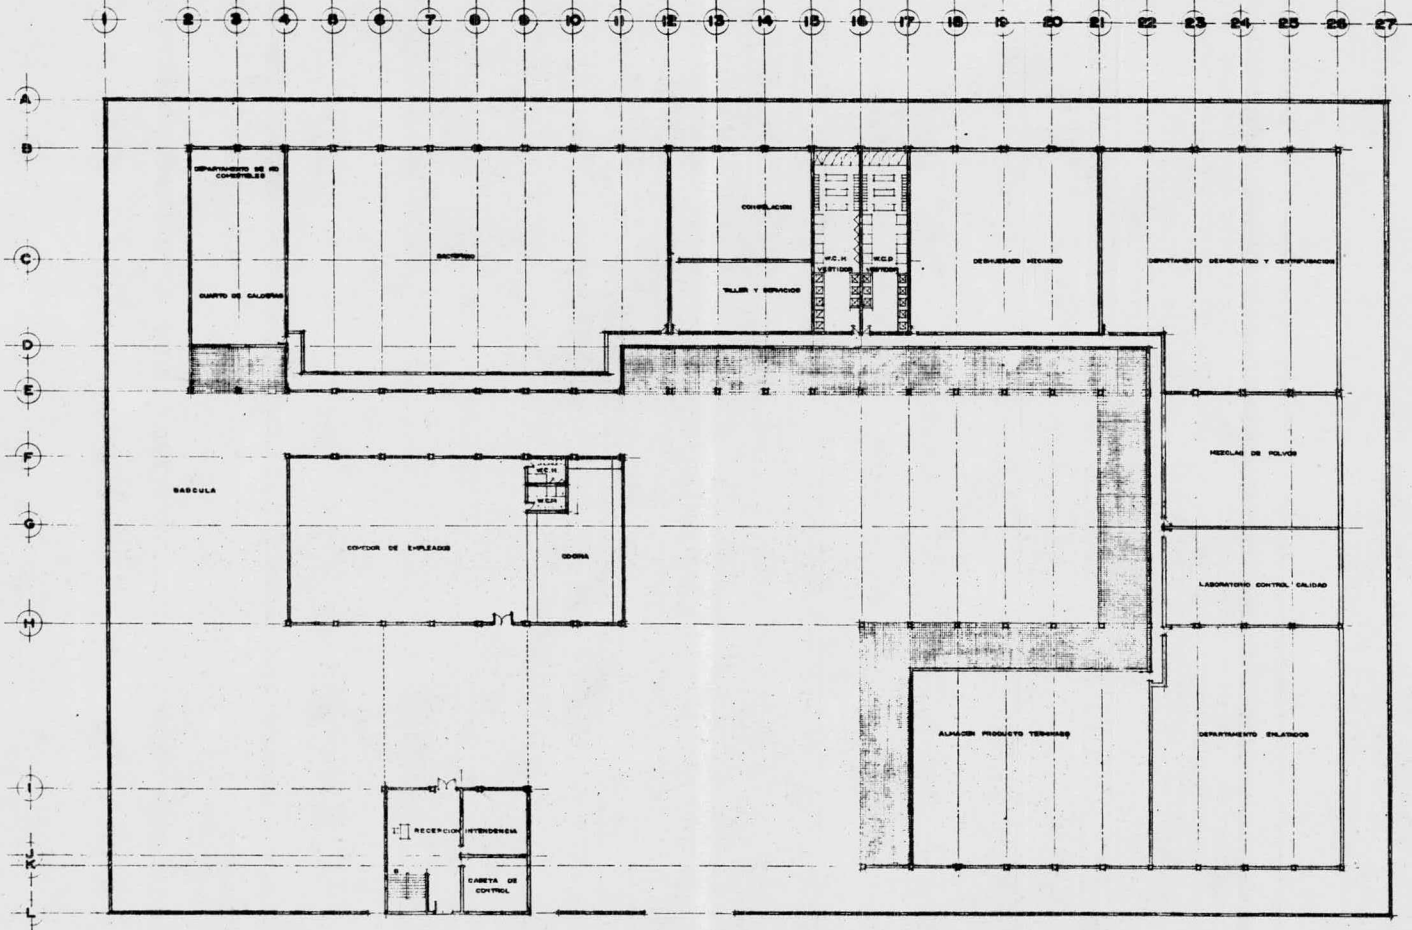 1 2 3 4 5 6 7 8 9 10 11 12 13 14 15 16 17 18 19 20 21 22 23 24 25 26 27
A
B
DEPARTAMENTO DE NO
COMESTIBLES
CONGELACION
C
SACRIFICIO
W.C.H
VESTIDOR
W.C.D
VESTIDOR
DESHUESADO MECANICO
DEPARTAMENTO DESHIDRATADO Y CENTRIFUGACION
CUARTO DE CALDERAS
TALLER Y SERVICIOS
D
E
F
MEZCLAS DE POLVOS
W.C.H
BASCULA
W.C.M
G
COMEDOR DE EMPLEADOS
COCINA
LABORATORIO CONTROL CALIDAD
H
ALMACEN PRODUCTO TERMINADO
DEPARTAMENTO ENLATADOS
I
RECEPCION
INTENDENCIA
J
K
CASETA DE
CONTROL
L